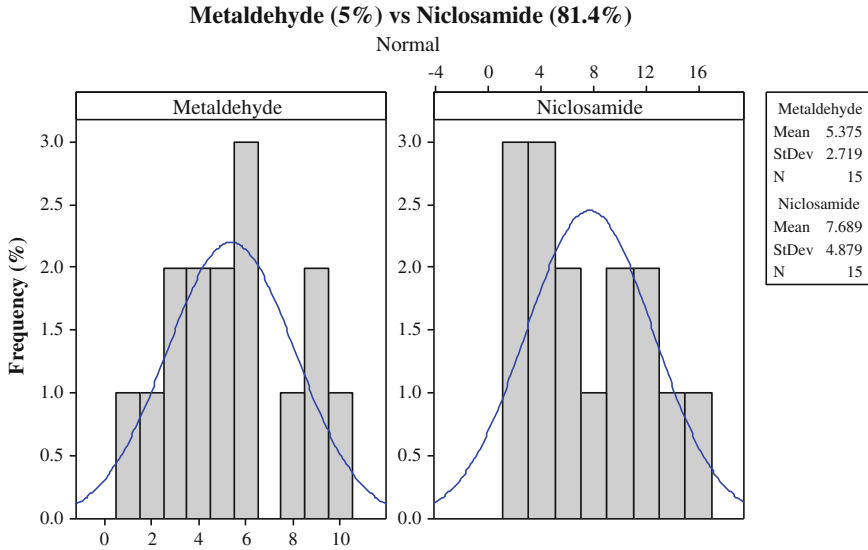 Metaldehyde (5%) vs Niclosamide (81.4%)
Normal
-4 0 4 8 12 16
Metaldehyde
Niclosamide
3.0
2.5
2.0
1.5
1.0
0.5
0.0
3.0
2.5
2.0
1.5
1.0
0.5
0.0
Frequency (%)
0 2 4 6 8 10
Metaldehyde
Mean 5.375
StDev 2.719
N 15
Niclosamide
Mean 7.689
StDev 4.879
N 15